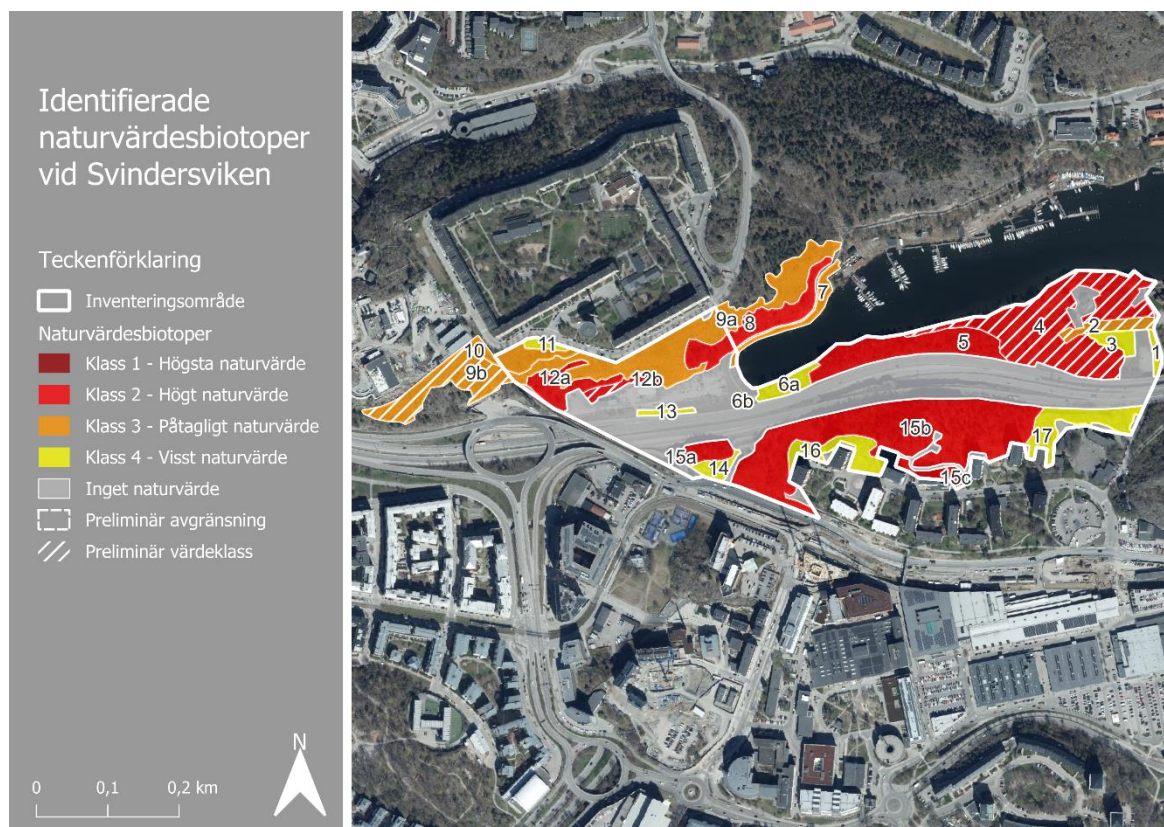 Identifierade
naturvärdesbiotoper
vid Svindersviken
Teckenförklaring
Inventeringsområde
Naturvärdesbiotoper
Klass 1 - Högsta naturvärde
Klass 2 - Högt naturvärde
Klass 3 - Påtagligt naturvärde
Klass 4 - Visst naturvärde
Inget naturvärde
Preliminär avgränsning
Preliminär värdeklass
N
0 0,1 0,2 km
7
9a 8
4 2
3
1
5
10
11
9b
12a 12b
6a
6b
13
15b
15a
14
16
17
15c